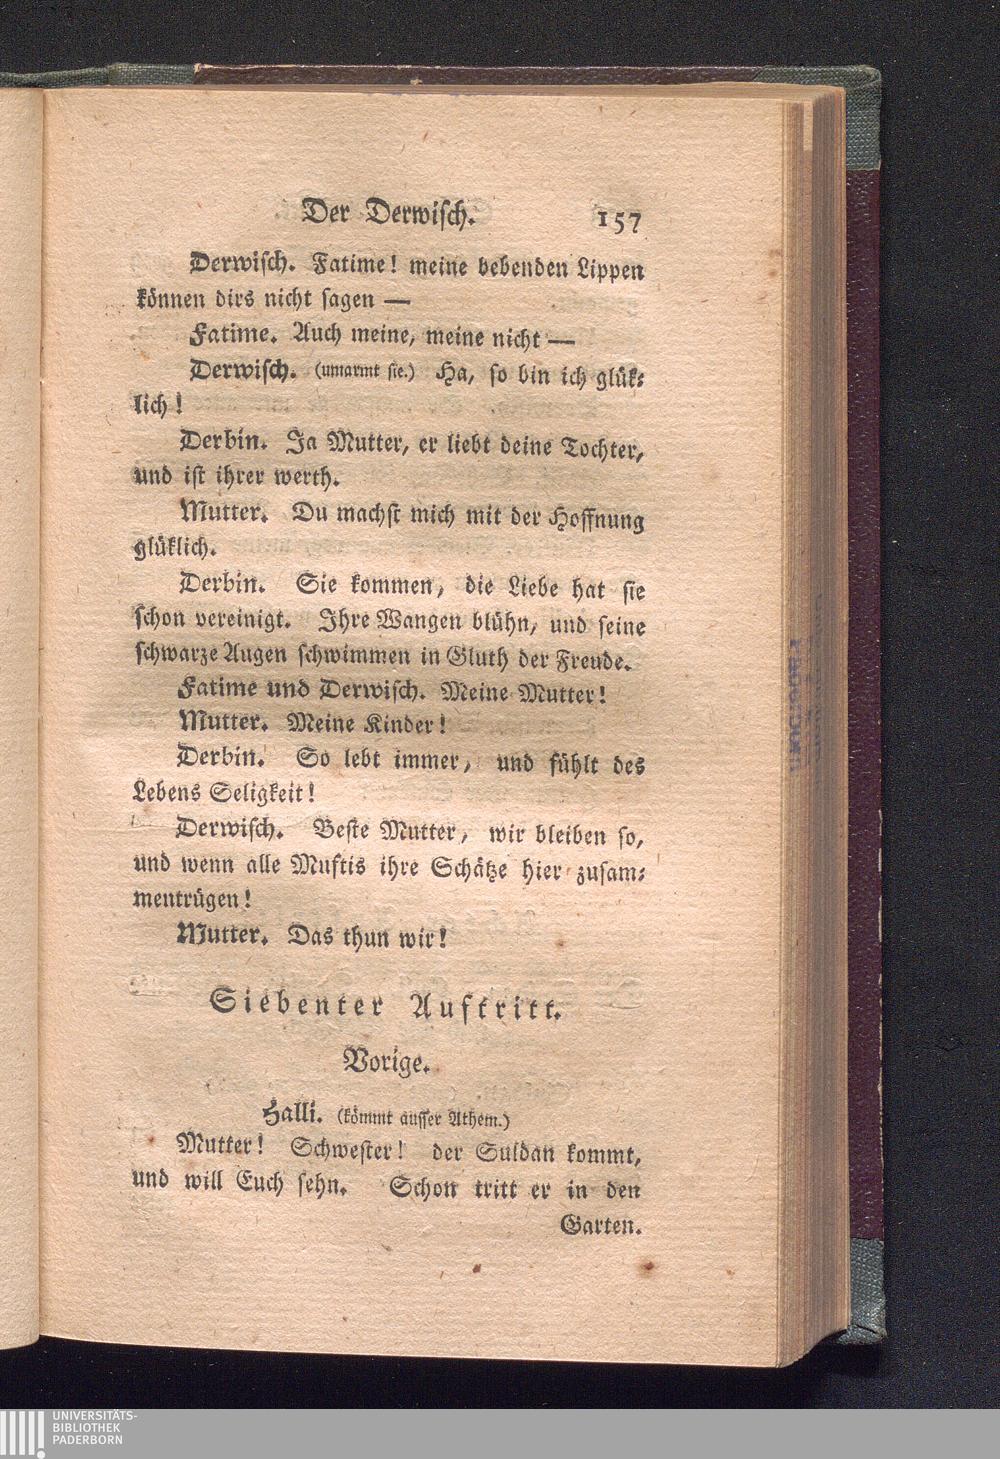 Der Derwisch. 157
Derwisch. Fatime! meine bebenden Lippen
können dirs nicht sagen —
Fatime. Auch meine, meine nicht —
Derwisch. (umarmt sie.) Ha, so bin ich glük-
lich!
Derbin. Ja Mutter, er liebt deine Tochter,
und ist ihrer werth.
Mutter. Du machst mich mit der Hoffnung
glüklich.
Derbin. Sie kommen, die Liebe hat sie
schon vereinigt. Ihre Wangen blühn, und seine
schwarze Augen schwimmen in Gluth der Freude.
Fatime und Derwisch. Meine Mutter!
Mutter. Meine Kinder!
Derbin. So lebt immer, und fühlt des
Lebens Seligkeit!
Derwisch. Beste Mutter, wir bleiben so,
und wenn alle Muftis ihre Schätze hier zusam-
mentrügen!
Mutter. Das thun wir!
Siebenter Auftritt.
Vorige.
Halli. (kömmt ausser Athem.)
Mutter! Schwester! der Suldan kommt,
und will Euch sehn. Schon tritt er in den
Garten.
UNIVERSITÄTS-
BIBLIOTHEK
PADERBORN